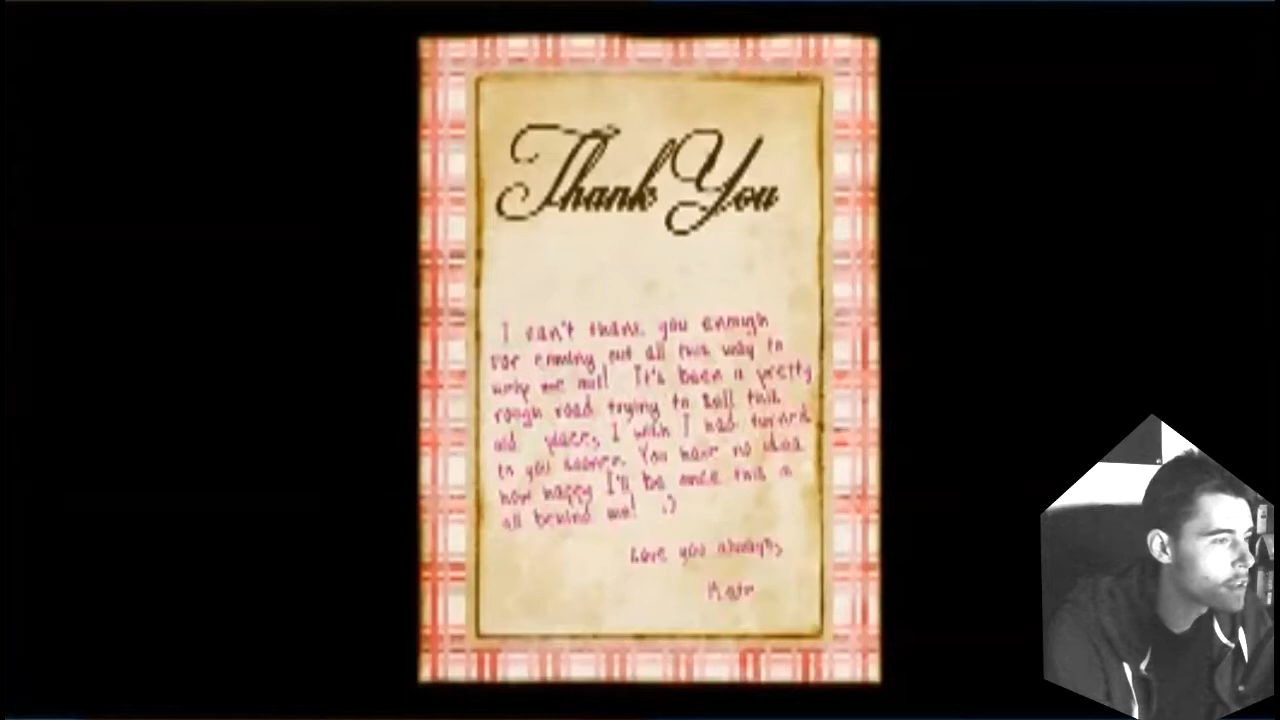 Thank You
I can't thank you enough
for coming out all this way to
help me out! It's been a pretty
rough road trying to sell this
old place, I wish I had turned
to you sooner. You have no idea
how happy I'll be once this is
all behind me! :)
Love you always,
Kate